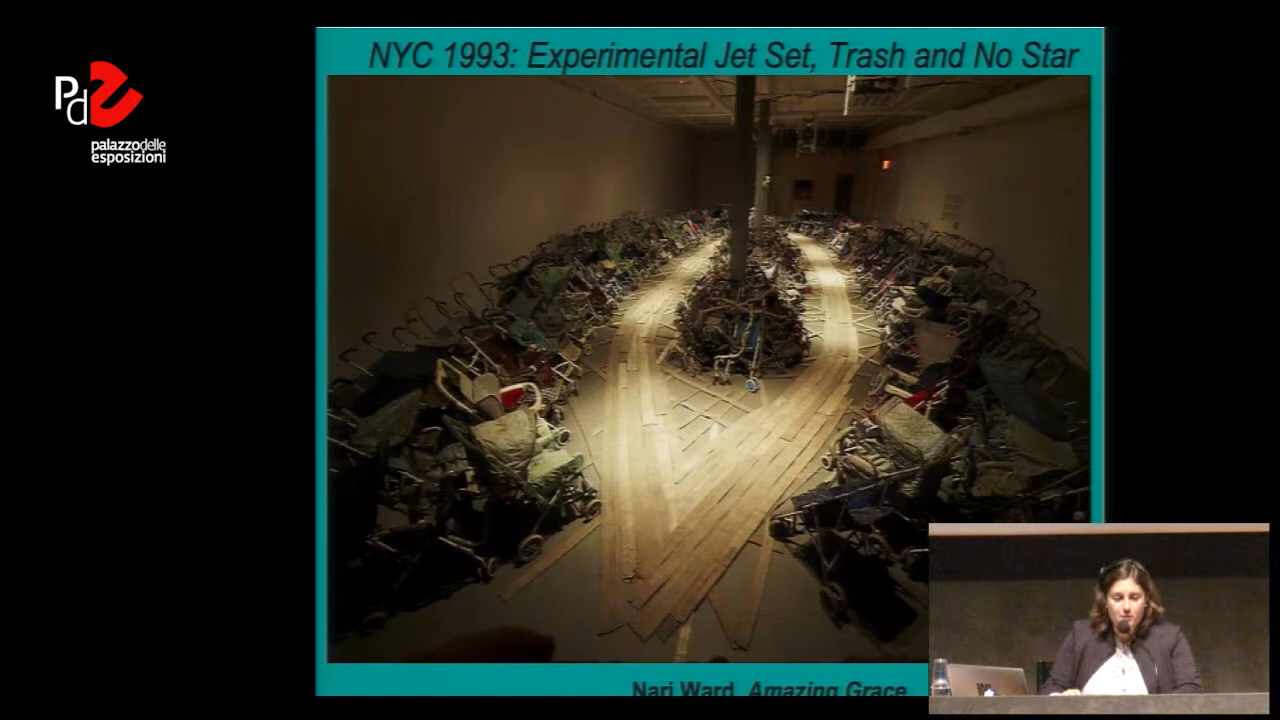 NYC 1993: Experimental Jet Set, Trash and No Star
Pd
palazzodelle
esposizioni
Nari Ward, Amazing Grace